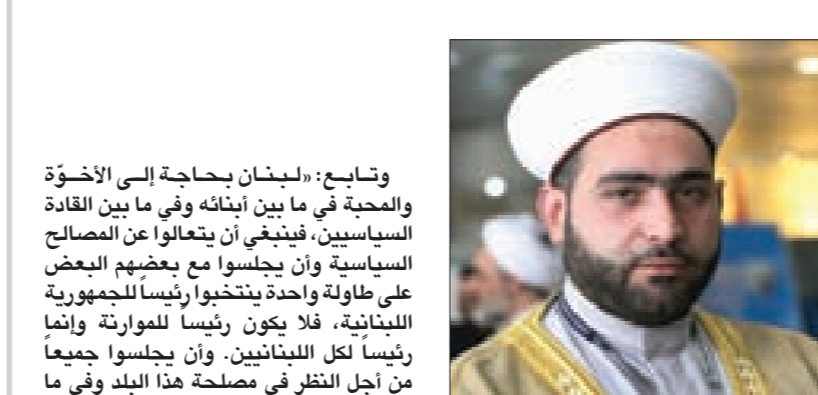 وتـابـع: «لـبـنـان بـحـاجـة إلــى الأخــوّة
والمحبة في ما بين أبنائه وفي ما بين القادة
السياسيين، فينبغي أن يتعالوا عن المصالح
السياسية وأن يجلسوا مع بعضهم البعض
على طاولة واحدة ينتخبوا رئيساً للجمهورية
اللبنانية، فلا يكون رئيساً للموارنة وإنما
رئيساً لكل اللبنانيين. وأن يجلسوا جميعاً
من أجل النظر في مصلحة هذا البلد وفي ما